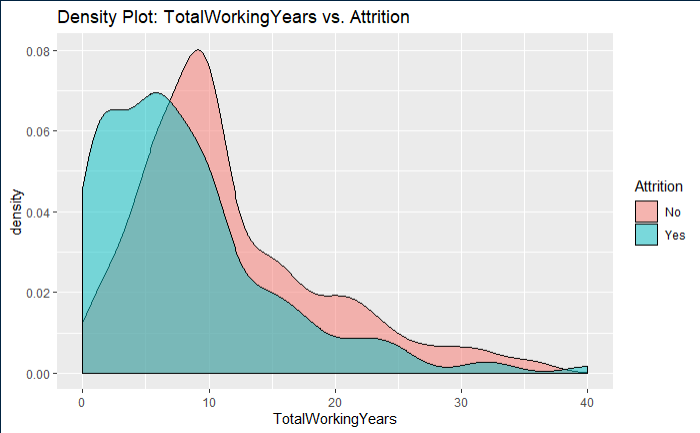 Density Plot: TotalWorkingYears vs. Attrition
0.08
0.06
0.04
0.02
0.00
density
0
10
20
30
40
TotalWorkingYears
Attrition
No
Yes